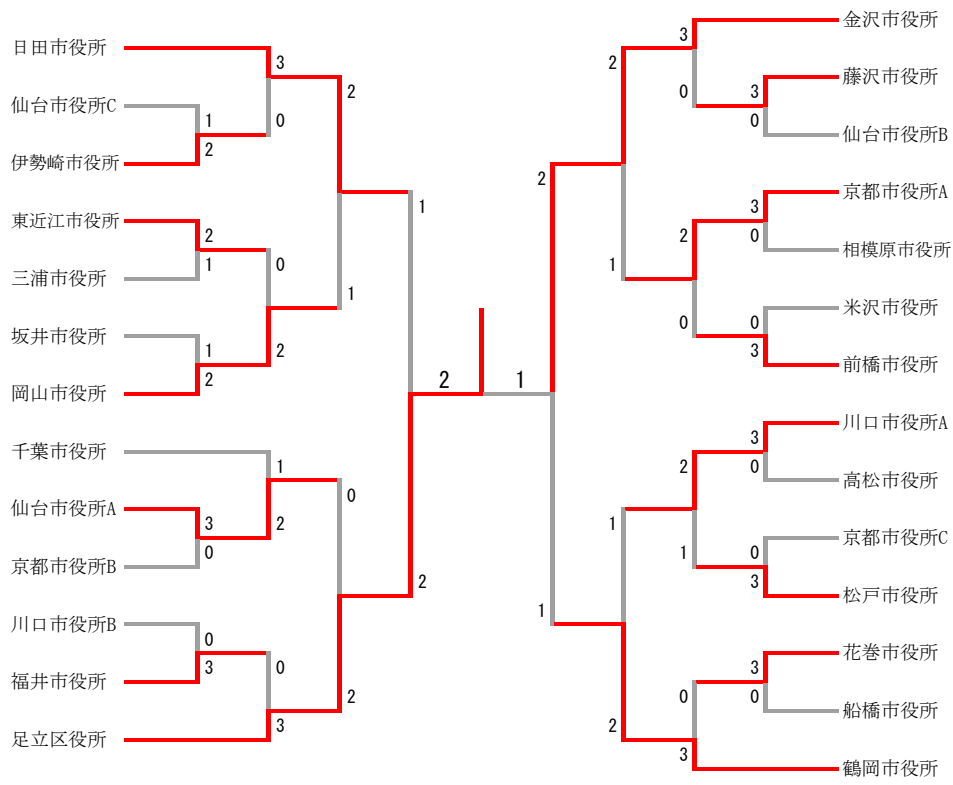 日田市役所
仙台市役所C
伊勢崎市役所
東近江市役所
三浦市役所
坂井市役所
岡山市役所
千葉市役所
仙台市役所A
京都市役所B
川口市役所B
福井市役所
足立区役所
3
0
1
2
2
2
1
0
2
1
2
1
1
1
2
3
0
0
0
3
0
3
2
2
2
1
2
1
2
1
3
0
3
0
3
0
2
0
0
3
1
3
0
2
1
0
3
1
2
3
0
0
3
金沢市役所
藤沢市役所
仙台市役所B
京都市役所A
相模原市役所
米沢市役所
前橋市役所
川口市役所A
高松市役所
京都市役所C
松戸市役所
花巻市役所
船橋市役所
鶴岡市役所